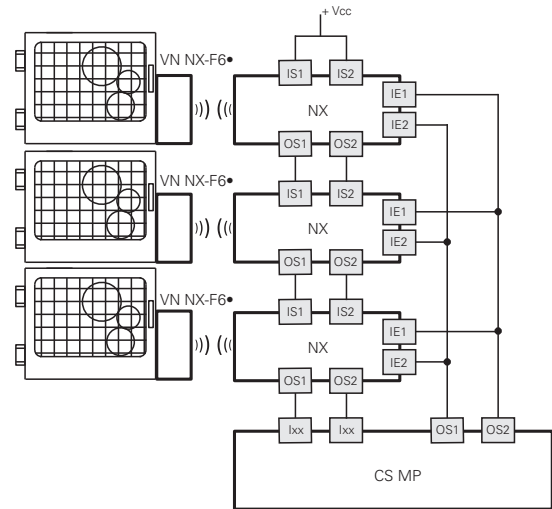 + Vcc
VN NX-F6•
IS1 IS2
IE1
NX
IE2
OS1 OS2
VN NX-F6•
IS1 IS2
IE1
NX
IE2
OS1 OS2
VN NX-F6•
IS1 IS2
IE1
NX
IE2
OS1 OS2
Ixx Ixx OS1 OS2
CS MP